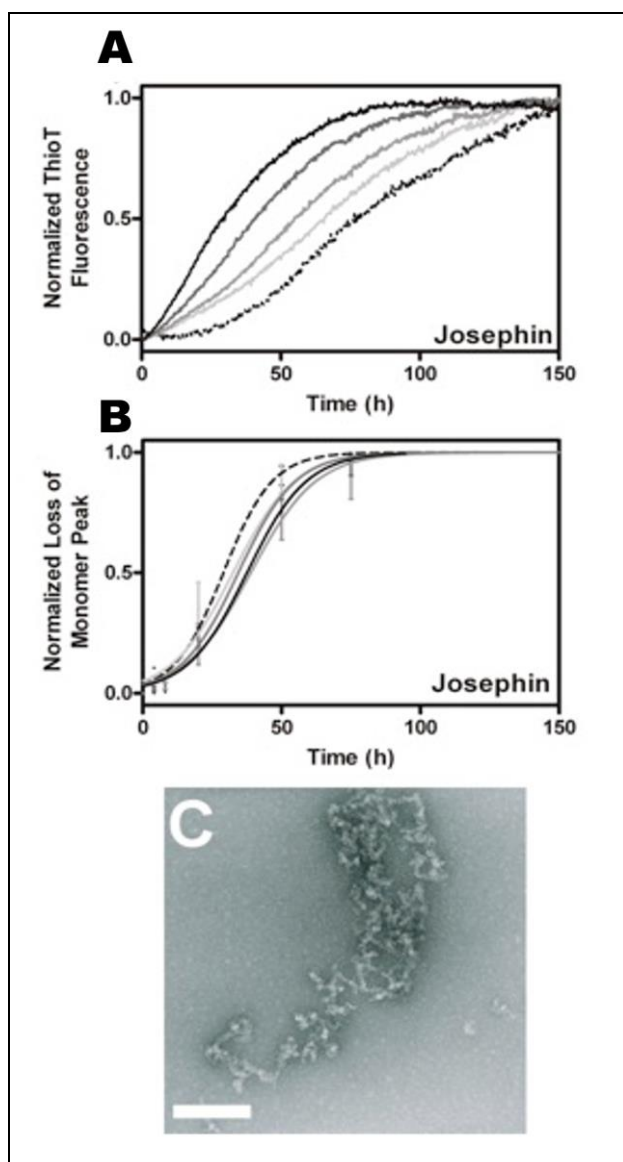 A
Normalized ThioT
Fluorescence
1.0
0.5
0.0
Josephin
0
50
100
150
Time (h)
B
Normalized Loss of
Monomer Peak
1.0
0.5
0.0
Josephin
0
50
100
150
Time (h)
C